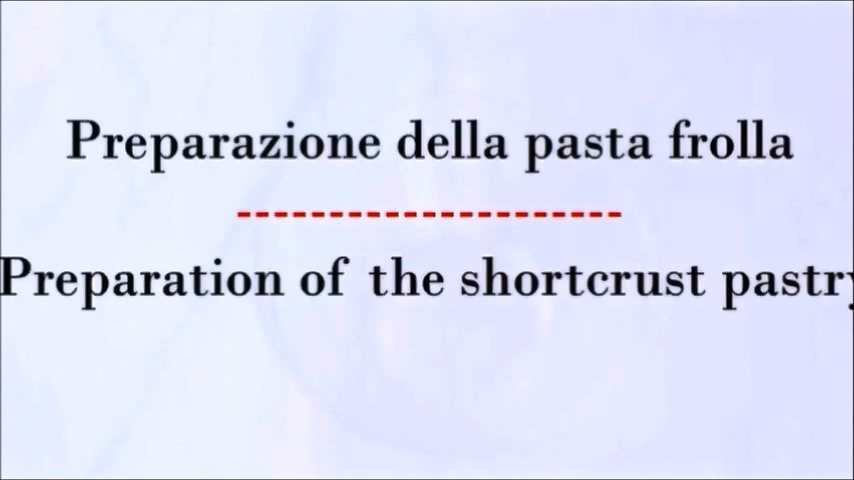 Preparazione della pasta frolla
---------------------
Preparation of the shortcrust pastry